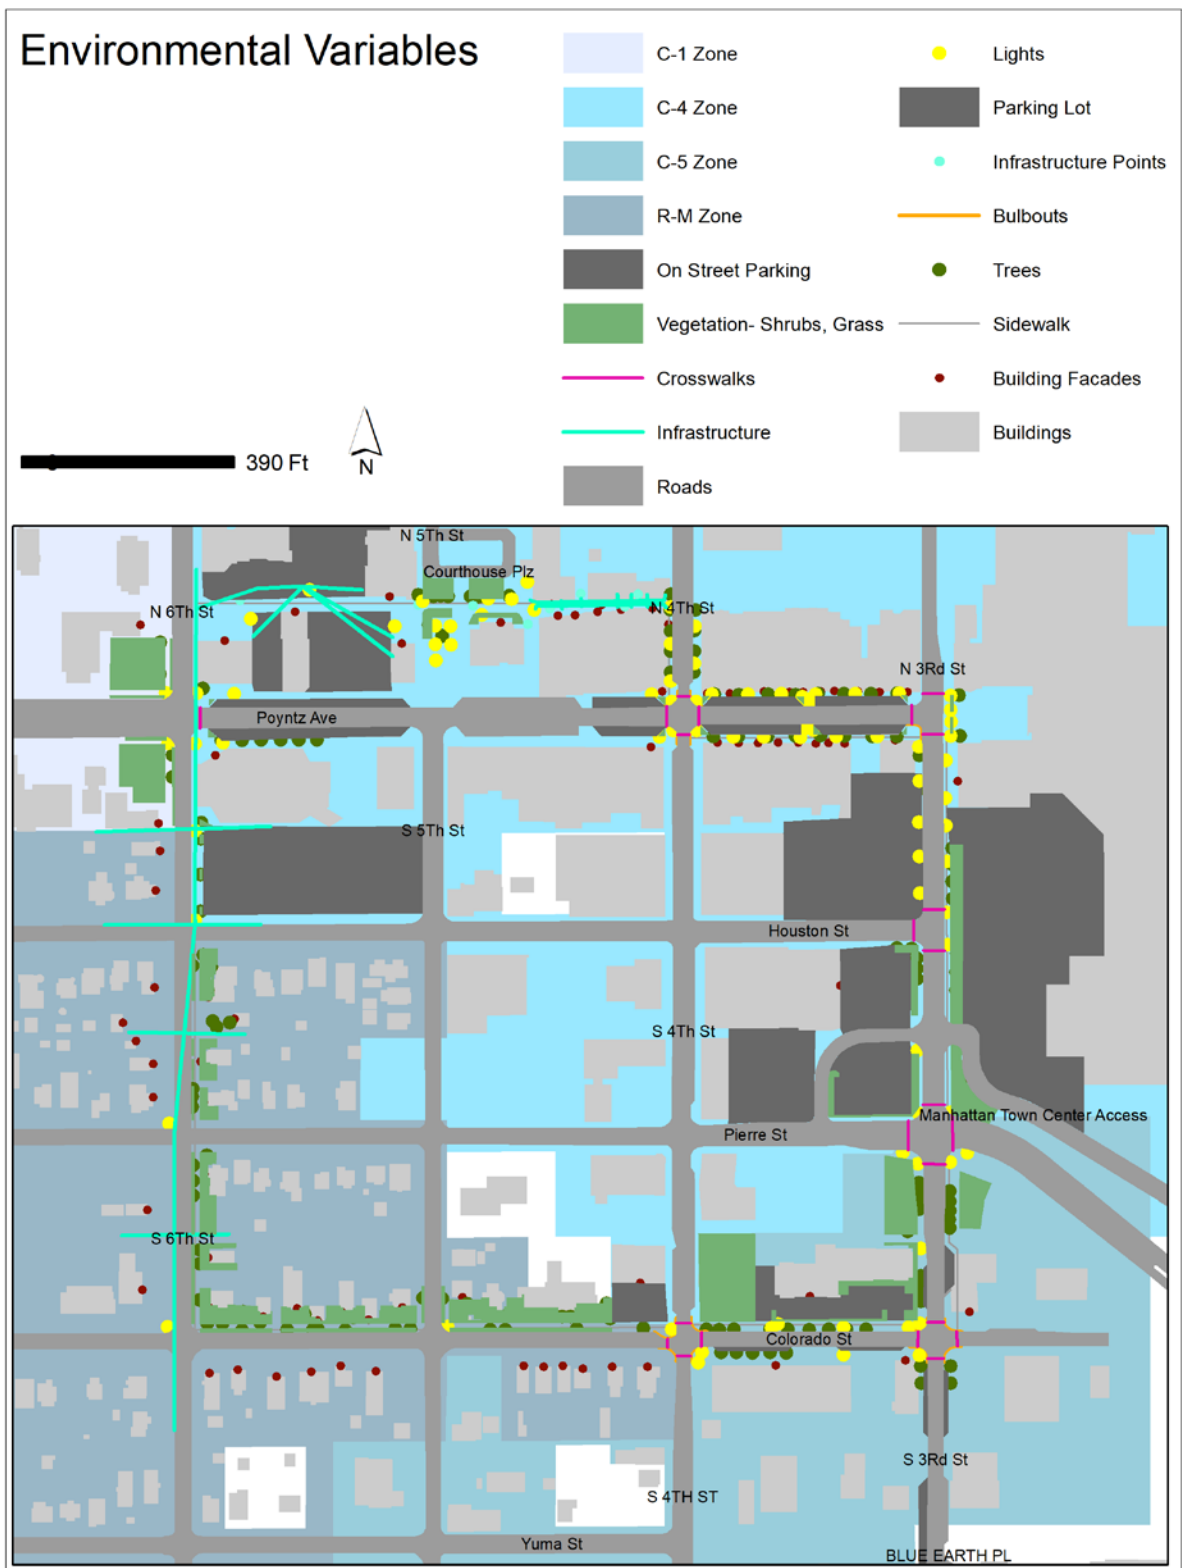 Environmental Variables
C-1 Zone
C-4 Zone
C-5 Zone
R-M Zone
On Street Parking
Vegetation- Shrubs, Grass
Crosswalks
Infrastructure
Roads
Lights
Parking Lot
Infrastructure Points
Bulbouts
Trees
Sidewalk
Building Facades
Buildings
390 Ft
N
N 5Th St
Courthouse Plz
N 6Th St
N 4Th St
N 3Rd St
Poyntz Ave
S 5Th St
Houston St
S 4Th St
Manhattan Town Center Access
Pierre St
S 6Th St
Colorado St
S 3Rd St
S 4TH ST
Yuma St
BLUE EARTH PL